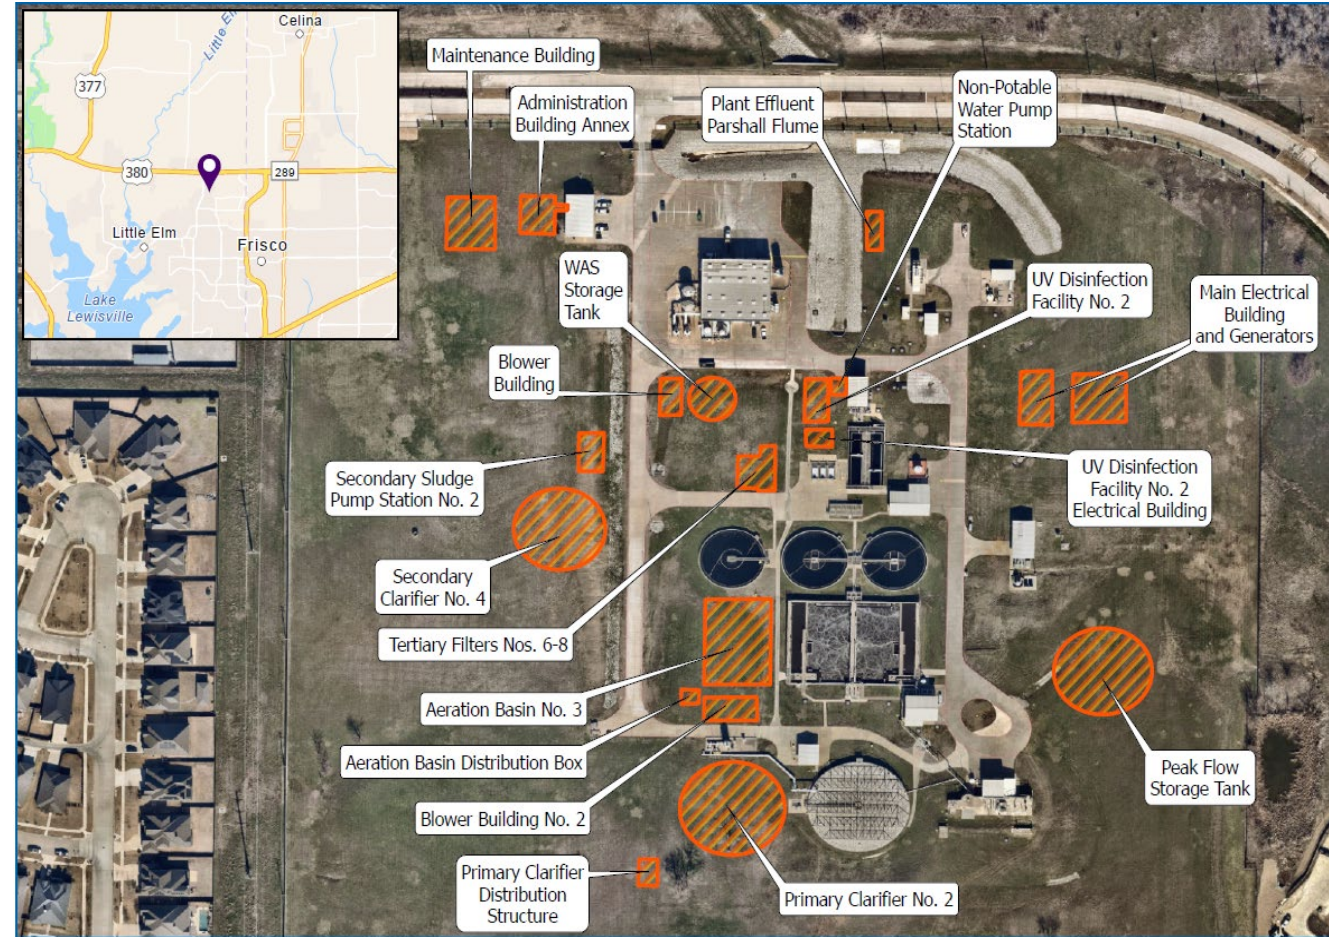 Celina
Little Elm
377
380
289
Little Elm
Frisco
Lake
Lewisville
Maintenance Building
Administration
Building Annex
Plant Effluent
Parshall Flume
Non-Potable
Water Pump
Station
WAS
Storage
Tank
UV Disinfection
Facility No. 2
Main Electrical
Building
and Generators
Blower
Building
Secondary Sludge
Pump Station No. 2
UV Disinfection
Facility No. 2
Electrical Building
Secondary
Clarifier No. 4
Tertiary Filters Nos. 6-8
Aeration Basin No. 3
Aeration Basin Distribution Box
Peak Flow
Storage Tank
Blower Building No. 2
Primary Clarifier
Distribution
Structure
Primary Clarifier No. 2